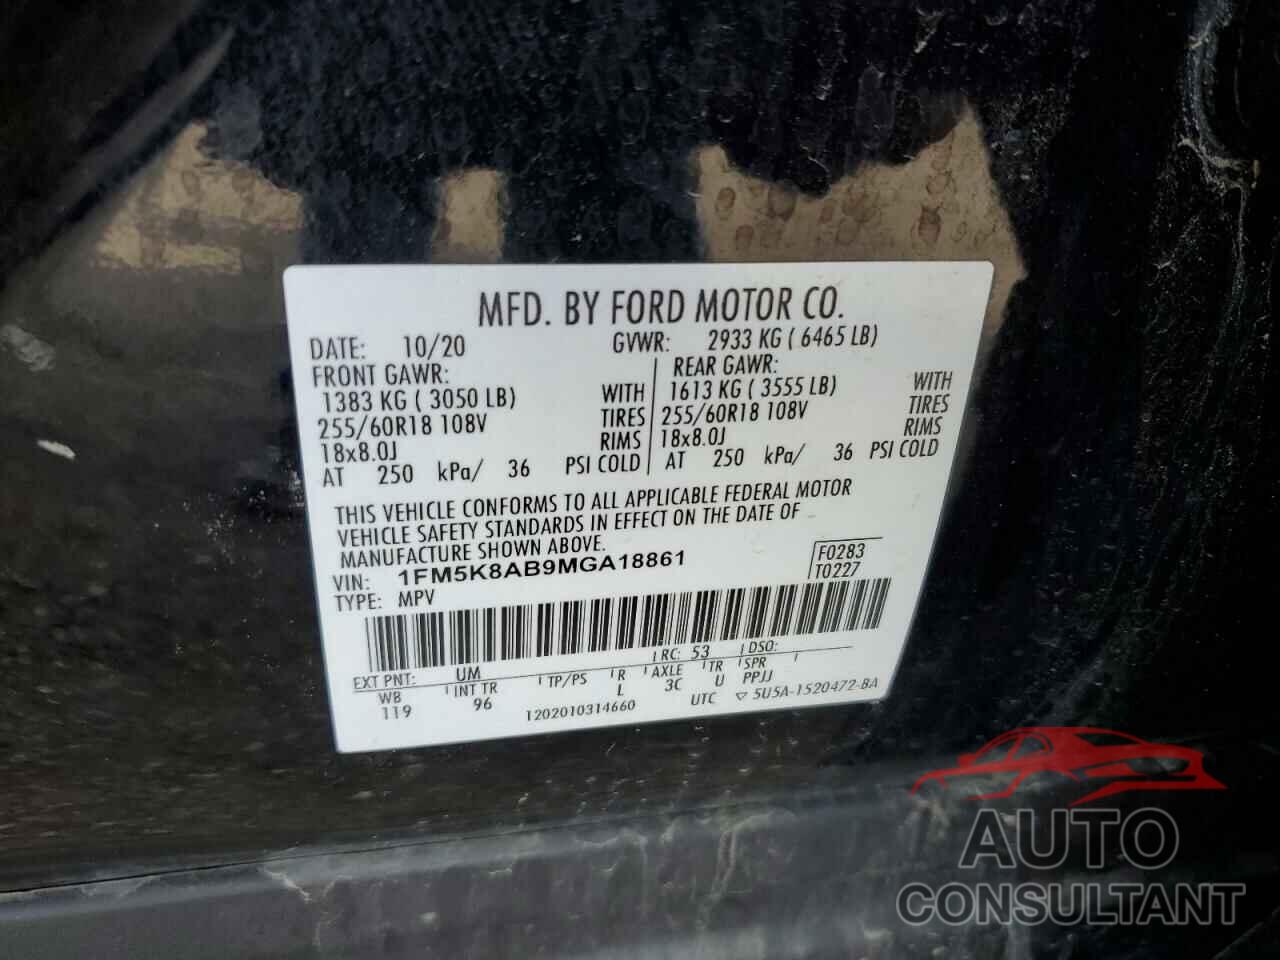 MFD. BY FORD MOTOR CO.
DATE: 10/20 GVWR: 2933 KG ( 6465 LB)
FRONT GAWR: REAR GAWR:
1383 KG ( 3050 LB) WITH 1613 KG ( 3555 LB) WITH
255/60R18 108V TIRES 255/60R18 108V TIRES
18x8.0J RIMS 18x8.0J RIMS
AT 250 kPa/ 36 PSI COLD AT 250 kPa/ 36 PSI COLD
THIS VEHICLE CONFORMS TO ALL APPLICABLE FEDERAL MOTOR
VEHICLE SAFETY STANDARDS IN EFFECT ON THE DATE OF
MANUFACTURE SHOWN ABOVE.
VIN: 1FM5K8AB9MGA18861 F0283
TYPE: MPV T0227
EXT PNT: UM RC: 53 DSO:
WB INT TR TP/PS R AXLE TR SPR
119 96 L 3C U PPJJ
1202010314660 UTC ▽ 5U5A-1520472-BA
AUTO
CONSULTANT